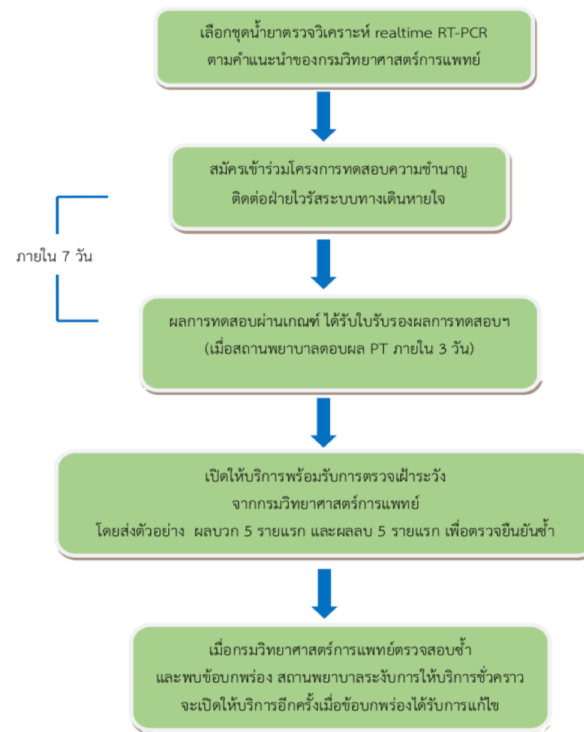 เลือกชุดน้ำยาตรวจวิเคราะห์ realtime RT-PCR
ตามคำแนะนำของกรมวิทยาศาสตร์การแพทย์
สมัครเข้าร่วมโครงการทดสอบความชำนาญ
ติดต่อฝ่ายไวรัสระบบทางเดินหายใจ
ภายใน 7 วัน
ผลการทดสอบผ่านเกณฑ์ ได้รับใบรับรองผลการทดสอบฯ
(เมื่อสถานพยาบาลตอบผล PT ภายใน 3 วัน)
เปิดให้บริการพร้อมรับการตรวจเฝ้าระวัง
จากกรมวิทยาศาสตร์การแพทย์
โดยส่งตัวอย่าง ผลบวก 5 รายแรก และผลลบ 5 รายแรก เพื่อตรวจยืนยันซ้ำ
เมื่อกรมวิทยาศาสตร์การแพทย์ตรวจสอบซ้ำ
และพบข้อบกพร่อง สถานพยาบาลระงับการให้บริการชั่วคราว
จะเปิดให้บริการอีกครั้งเมื่อข้อบกพร่องได้รับการแก้ไข